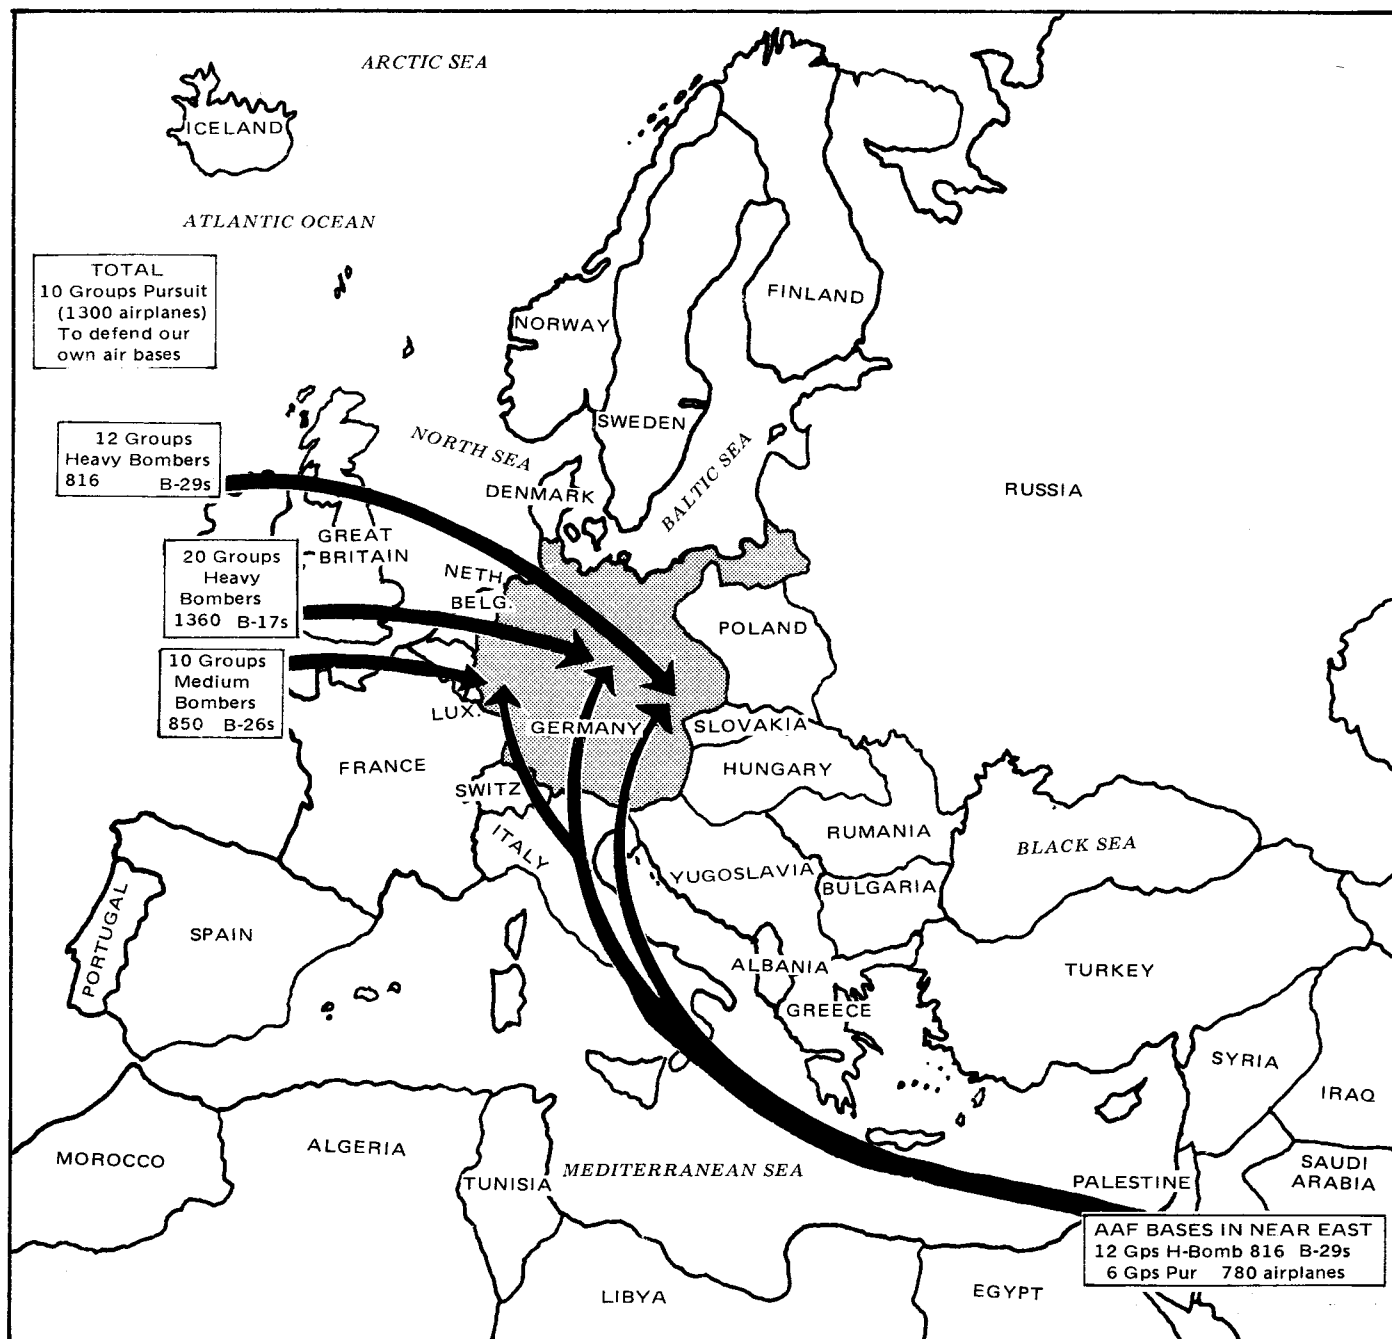 ARCTIC SEA
ICELAND
ATLANTIC OCEAN
TOTAL
10 Groups Pursuit
(1300 airplanes)
To defend our
own air bases
FINLAND
NORWAY
SWEDEN
12 Groups
Heavy Bombers
816 B-29s
NORTH SEA
BALTIC SEA
DENMARK
RUSSIA
GREAT
BRITAIN
20 Groups
Heavy
Bombers
1360 B-17s
NETH.
BELG.
POLAND
10 Groups
Medium
Bombers
850 B-26s
LUX.
GERMANY
SLOVAKIA
FRANCE
HUNGARY
SWITZ
ITALY
RUMANIA
BLACK SEA
YUGOSLAVIA
BULGARIA
PORTUGAL
SPAIN
ALBANIA
TURKEY
GREECE
SYRIA
IRAQ
MOROCCO
ALGERIA
TUNISIA
MEDITERRANEAN SEA
PALESTINE
SAUDI
ARABIA
AAF BASES IN NEAR EAST
12 Gps H-Bomb 816 B-29s
6 Gps Pur 780 airplanes
LIBYA
EGYPT